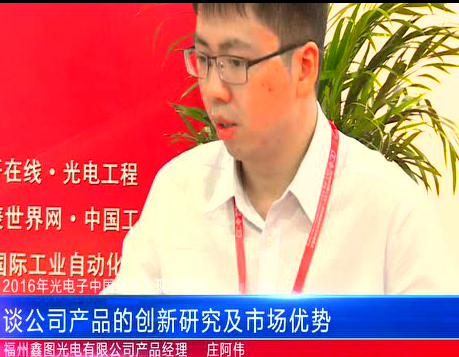 在线·光电工程
世界网·中国工
国际工业自动化
2016年光电子中国
谈公司产品的创新研究及市场优势
福州鑫图光电有限公司产品经理 庄阿伟